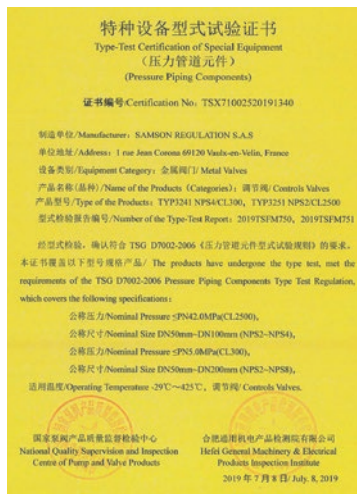 特种设备型式试验证书
Type-Test Certification of Special Equipment
（压力管道元件）
(Pressure Piping Components)
证书编号/Certification No：TSX71002520191340
制造单位/Manufacturer：SAMSON REGULATION S.A.S
单位地址/Address：1 rue Jean Corona 69120 Vaulx-en-Velin, France
设备类别/Equipment Category：金属阀门/ Metal Valves
产品名称(品种) /Name of the Products (Categories)：调节阀/ Controls Valves
产品型号/Type of the Products：TYP3241 NPS4/CL300，TYP3251 NPS2/CL2500
型式检验报告编号/Number of the Type-Test Report：2019TSFM750，2019TSFM751
经型式检验，确认符合 TSG D7002-2006《压力管道元件型式试验规则》的要求。
本证书覆盖以下型号规格产品/ The products have undergone the type test, met the
requirements of the TSG D7002-2006 Pressure Piping Components Type Test Regulation,
which covers the following specifications：
公称压力/Nominal Pressure ≤PN42.0MPa(CL2500),
公称尺寸/Nominal Size DN50mm~DN100mm (NPS2~NPS4),
公称压力/Nominal Pressure ≤PN5.0MPa(CL300),
公称尺寸/Nominal Size DN50mm~DN200mm (NPS2~NPS8),
适用温度/Operating Temperature -29℃~425℃，调节阀/ Controls Valves.
国家泵阀产品质量监督检验中心
National Quality Supervision and Inspection
Centre of Pump and Valve Products
合肥通用机电产品检测院有限公司
Hefei General Machinery & Electrical
Products Inspection Institute
2019 年 7 月 8 日/ July. 8, 2019